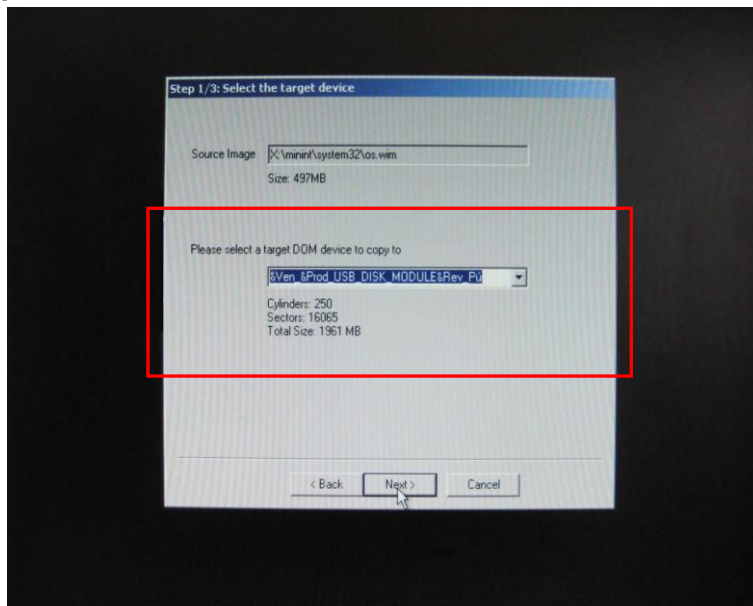 Step 1/3: Select the target device
Source Image X:\minint\system32\os.wim
Size: 497MB
Please select a target DOM device to copy to
&Ven_&Prod_USB_DISK_MODULE&Rev_Pú
Cylinders: 250
Sectors: 16065
Total Size: 1961 MB
< Back Next > Cancel